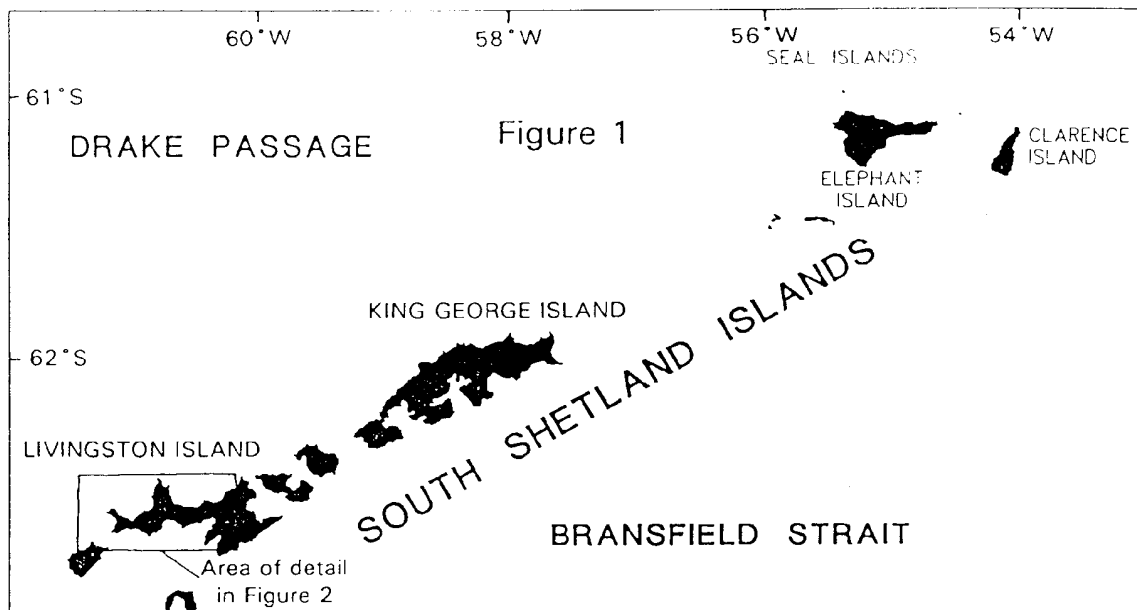 60°W
58°W
56°W
54°W
SEAL ISLANDS
61°S
DRAKE PASSAGE
Figure 1
CLARENCE
ISLAND
ELEPHANT
ISLAND
KING GEORGE ISLAND
62°S
SOUTH SHETLAND ISLANDS
LIVINGSTON ISLAND
BRANSFIELD STRAIT
Area of detail
in Figure 2